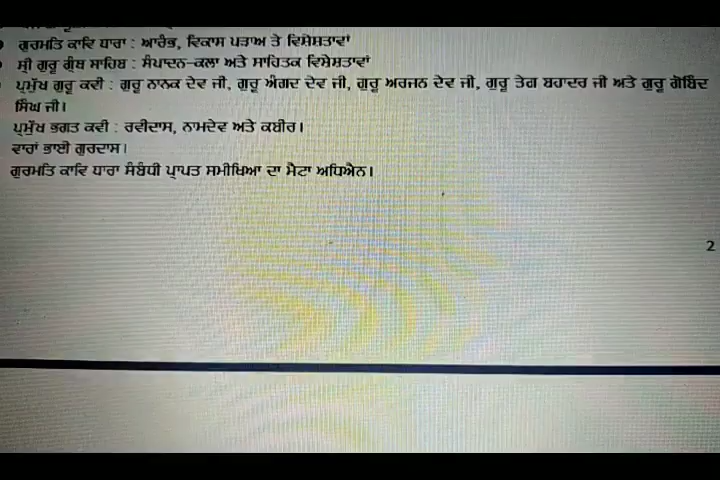 ਗੁਰਮਤਿ ਕਾਵਿ ਧਾਰਾ : ਆਰੰਭ, ਵਿਕਾਸ ਪੜਾਅ ਤੇ ਵਿਸ਼ੇਸ਼ਤਾਵਾਂ
ਸ੍ਰੀ ਗੁਰੂ ਗ੍ਰੰਥ ਸਾਹਿਬ : ਸੰਪਾਦਨ-ਕਲਾ ਅਤੇ ਸਾਹਿਤਕ ਵਿਸ਼ੇਸ਼ਤਾਵਾਂ
ਪ੍ਰਮੁੱਖ ਗੁਰੂ ਕਵੀ : ਗੁਰੂ ਨਾਨਕ ਦੇਵ ਜੀ, ਗੁਰੂ ਅੰਗਦ ਦੇਵ ਜੀ, ਗੁਰੂ ਅਰਜਨ ਦੇਵ ਜੀ, ਗੁਰੂ ਤੇਗ ਬਹਾਦਰ ਜੀ ਅਤੇ ਗੁਰੂ ਗੋਬਿੰਦ
ਸਿੰਘ ਜੀ।
ਪ੍ਰਮੁੱਖ ਭਗਤ ਕਵੀ : ਰਵੀਦਾਸ, ਨਾਮਦੇਵ ਅਤੇ ਕਬੀਰ।
ਵਾਰਾਂ ਭਾਈ ਗੁਰਦਾਸ।
ਗੁਰਮਤਿ ਕਾਵਿ ਧਾਰਾ ਸੰਬੰਧੀ ਪ੍ਰਾਪਤ ਸਮੀਖਿਆ ਦਾ ਮੈਟਾ ਅਧਿਐਨ।
2